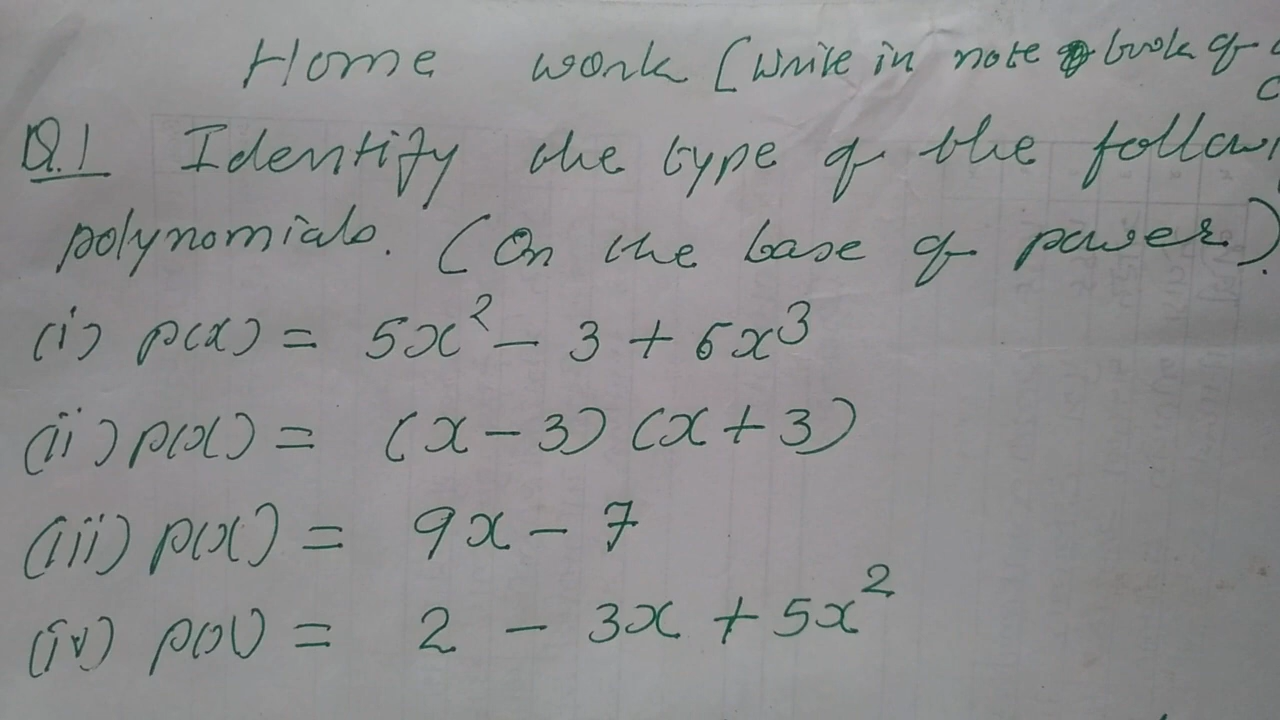 Home work (Write in note book of
Q.1 Identify the type of the follow
polynomials. (On the base of power).
(i) p(x) = 5x² - 3 + 6x³
(ii) p(x) = (x - 3) (x + 3)
(iii) p(x) = 9x - 7
(iv) p(x) = 2 - 3x + 5x²